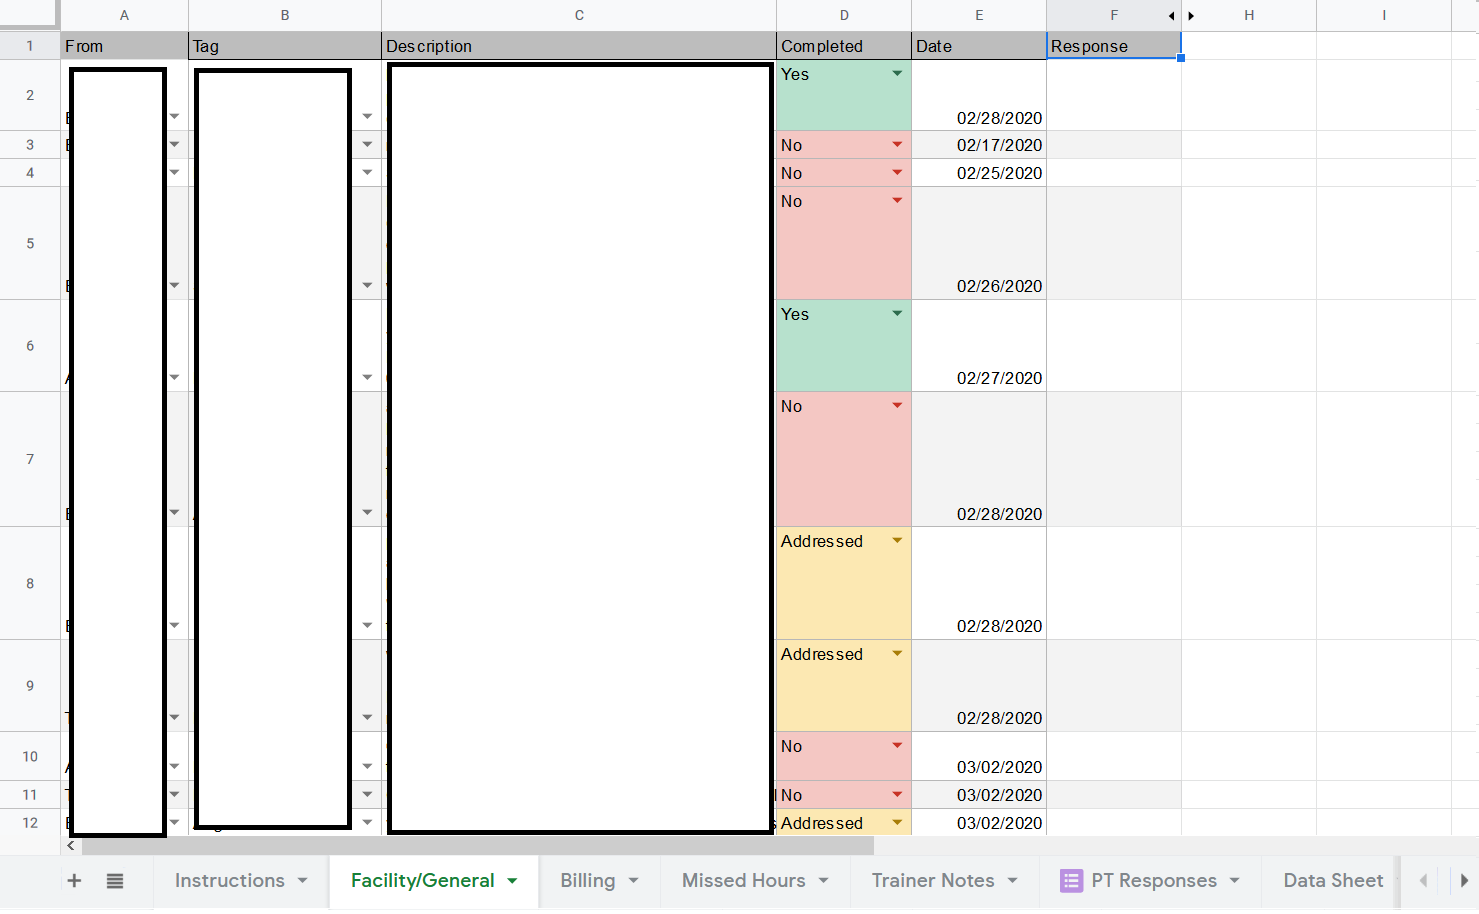 A B C D E F H I
1 From Tag Description Completed Date Response
2 Yes 02/28/2020
3 No 02/17/2020
4 No 02/25/2020
5 No 02/26/2020
6 Yes 02/27/2020
7 No 02/28/2020
8 Addressed 02/28/2020
9 Addressed 02/28/2020
10 No 03/02/2020
11 No 03/02/2020
12 Addressed 03/02/2020
Instructions Facility/General Billing Missed Hours Trainer Notes PT Responses Data Sheet